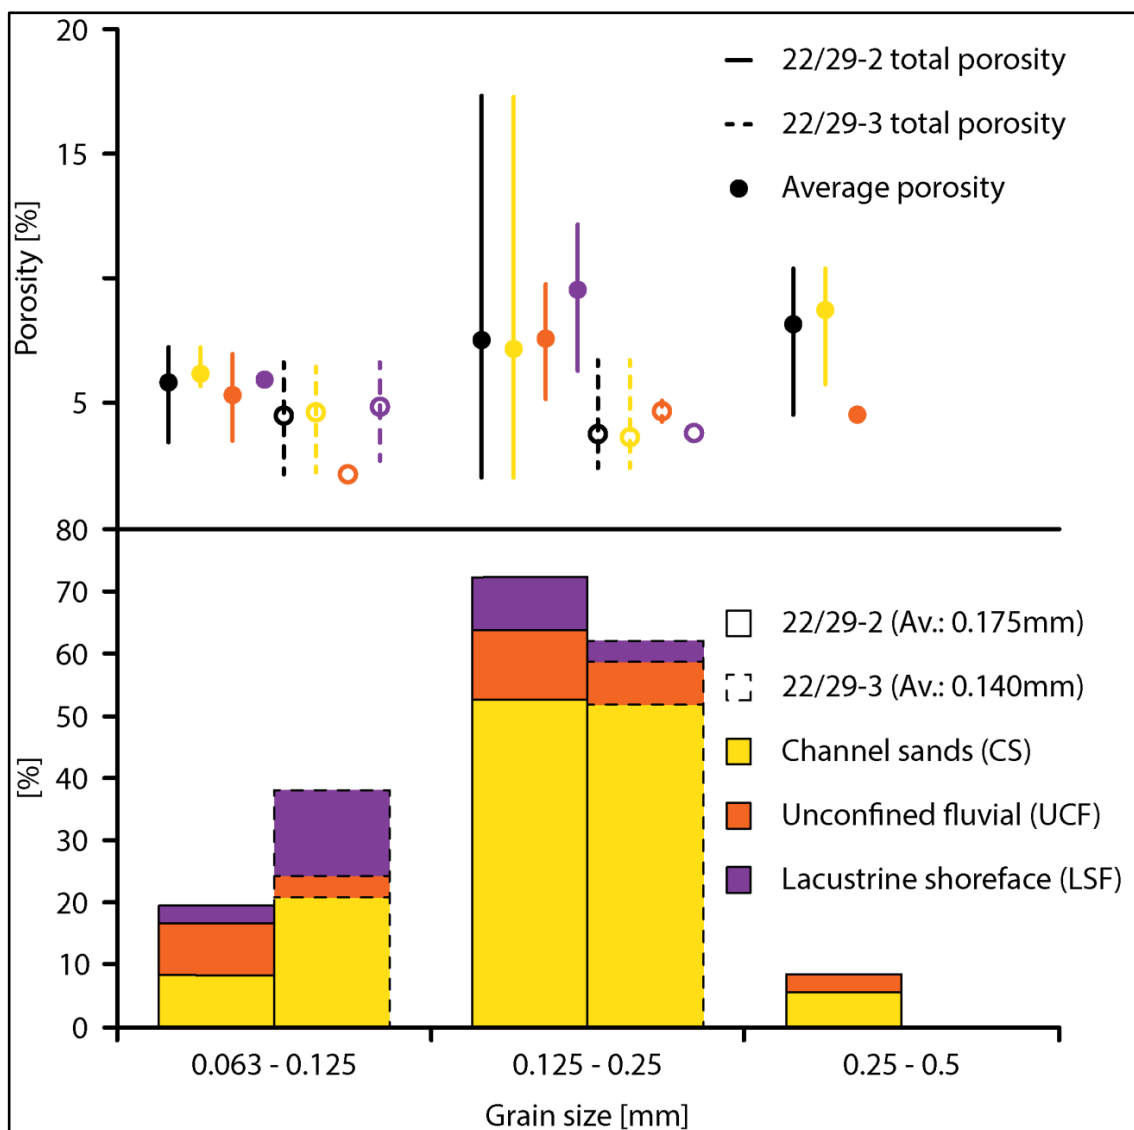 20
15
5
Porosity [%]
22/29-2 total porosity
22/29-3 total porosity
Average porosity
80
70
60
50
40
30
20
10
0
[%]
22/29-2 (Av.: 0.175mm)
22/29-3 (Av.: 0.140mm)
Channel sands (CS)
Unconfined fluvial (UCF)
Lacustrine shoreface (LSF)
0.063 - 0.125
0.125 - 0.25
0.25 - 0.5
Grain size [mm]